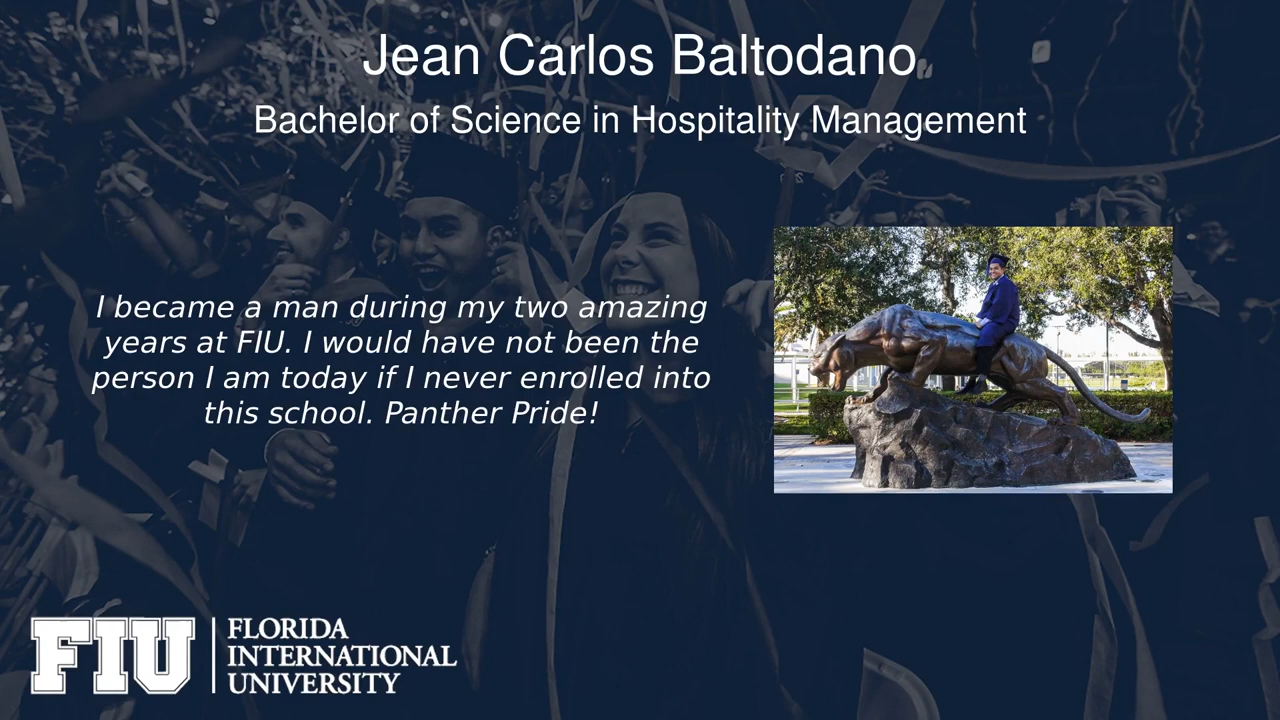 Jean Carlos Baltodano
Bachelor of Science in Hospitality Management
I became a man during my two amazing
years at FIU. I would have not been the
person I am today if I never enrolled into
this school. Panther Pride!
FIU
FLORIDA
INTERNATIONAL
UNIVERSITY